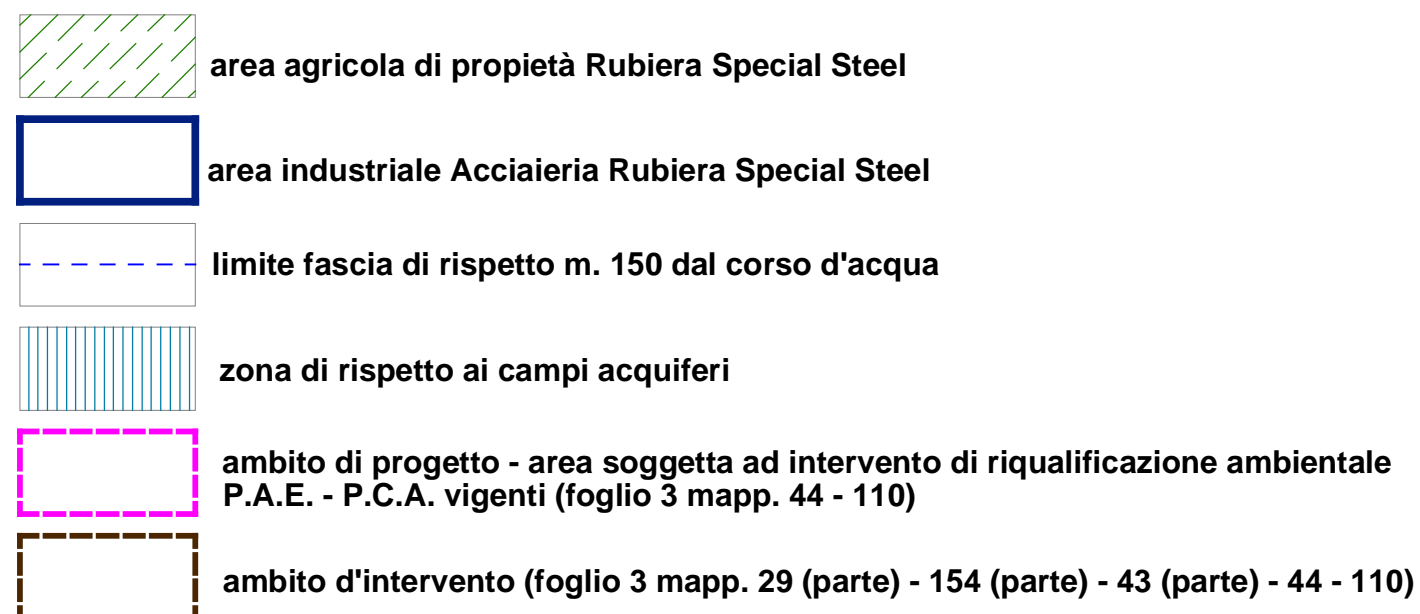 area agricola di propietà Rubiera Special Steel
area industriale Acciaieria Rubiera Special Steel
limite fascia di rispetto m. 150 dal corso d'acqua
zona di rispetto ai campi acquiferi
ambito di progetto - area soggetta ad intervento di riqualificazione ambientale
P.A.E. - P.C.A. vigenti (foglio 3 mapp. 44 - 110)
ambito d'intervento (foglio 3 mapp. 29 (parte) - 154 (parte) - 43 (parte) - 44 - 110)